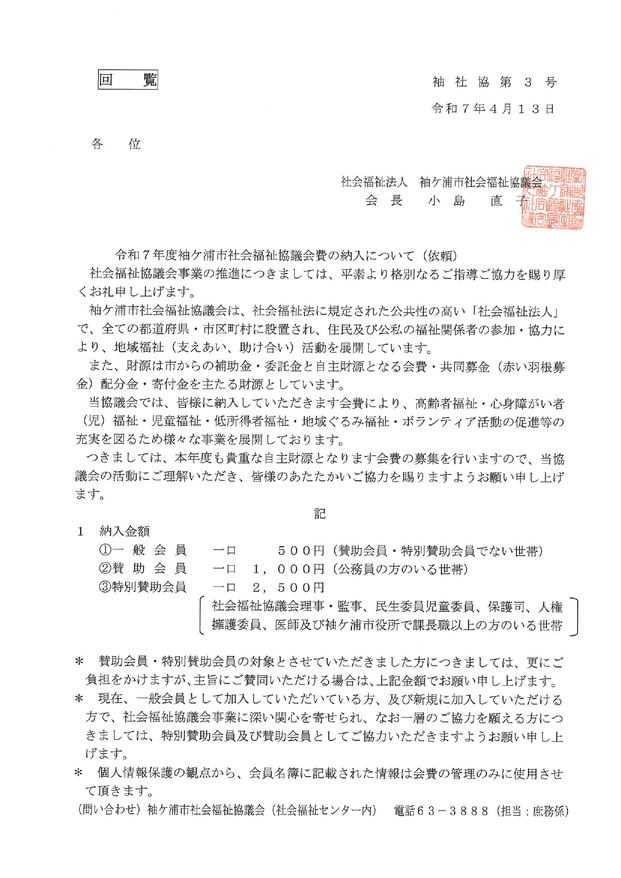 回　覧
袖社協第３号
令和７年４月１３日
各　位
社会福祉法人　袖ケ浦市社会福祉協議会
会　長　小　島　直　子
令和７年度袖ケ浦市社会福祉協議会費の納入について（依頼）
社会福祉協議会事業の推進につきましては、平素より格別なるご指導ご協力を賜り厚
くお礼申し上げます。
袖ケ浦市社会福祉協議会は、社会福祉法に規定された公共性の高い「社会福祉法人」
で、全ての都道府県・市区町村に設置され、住民及び公私の福祉関係者の参加・協力に
より、地域福祉（支えあい、助け合い）活動を展開しています。
また、財源は市からの補助金・委託金と自主財源となる会費・共同募金（赤い羽根募
金）配分金・寄付金を主たる財源としています。
当協議会では、皆様に納入していただきます会費により、高齢者福祉・心身障がい者
（児）福祉・児童福祉・低所得者福祉・地域ぐるみ福祉・ボランティア活動の促進等の
充実を図るため様々な事業を展開しております。
つきましては、本年度も貴重な自主財源となります会費の募集を行いますので、当協
議会の活動にご理解いただき、皆様のあたたかいご協力を賜りますようお願い申し上げ
ます。
記
１　納入金額
①一　般　会　員　　一口　　　５００円（賛助会員・特別賛助会員でない世帯）
②賛　助　会　員　　一口　１，０００円（公務員の方のいる世帯）
③特別賛助会員　　一口　２，５００円
社会福祉協議会理事・監事、民生委員児童委員、保護司、人権
擁護委員、医師及び袖ケ浦市役所で課長職以上の方のいる世帯
＊　賛助会員・特別賛助会員の対象とさせていただきました方につきましては、更にご
負担をかけますが、主旨にご賛同いただける場合は、上記金額でお願い申し上げます。
＊　現在、一般会員として加入していただいている方、及び新規に加入していただける
方で、社会福祉協議会事業に深い関心を寄せられ、なお一層のご協力を願える方につ
きましては、特別賛助会員及び賛助会員としてご協力いただきますようお願い申し上
げます。
＊　個人情報保護の観点から、会員名簿に記載された情報は会費の管理のみに使用させ
て頂きます。
（問い合わせ）袖ケ浦市社会福祉協議会（社会福祉センター内）　電話６３－３８８８（担当：庶務係）